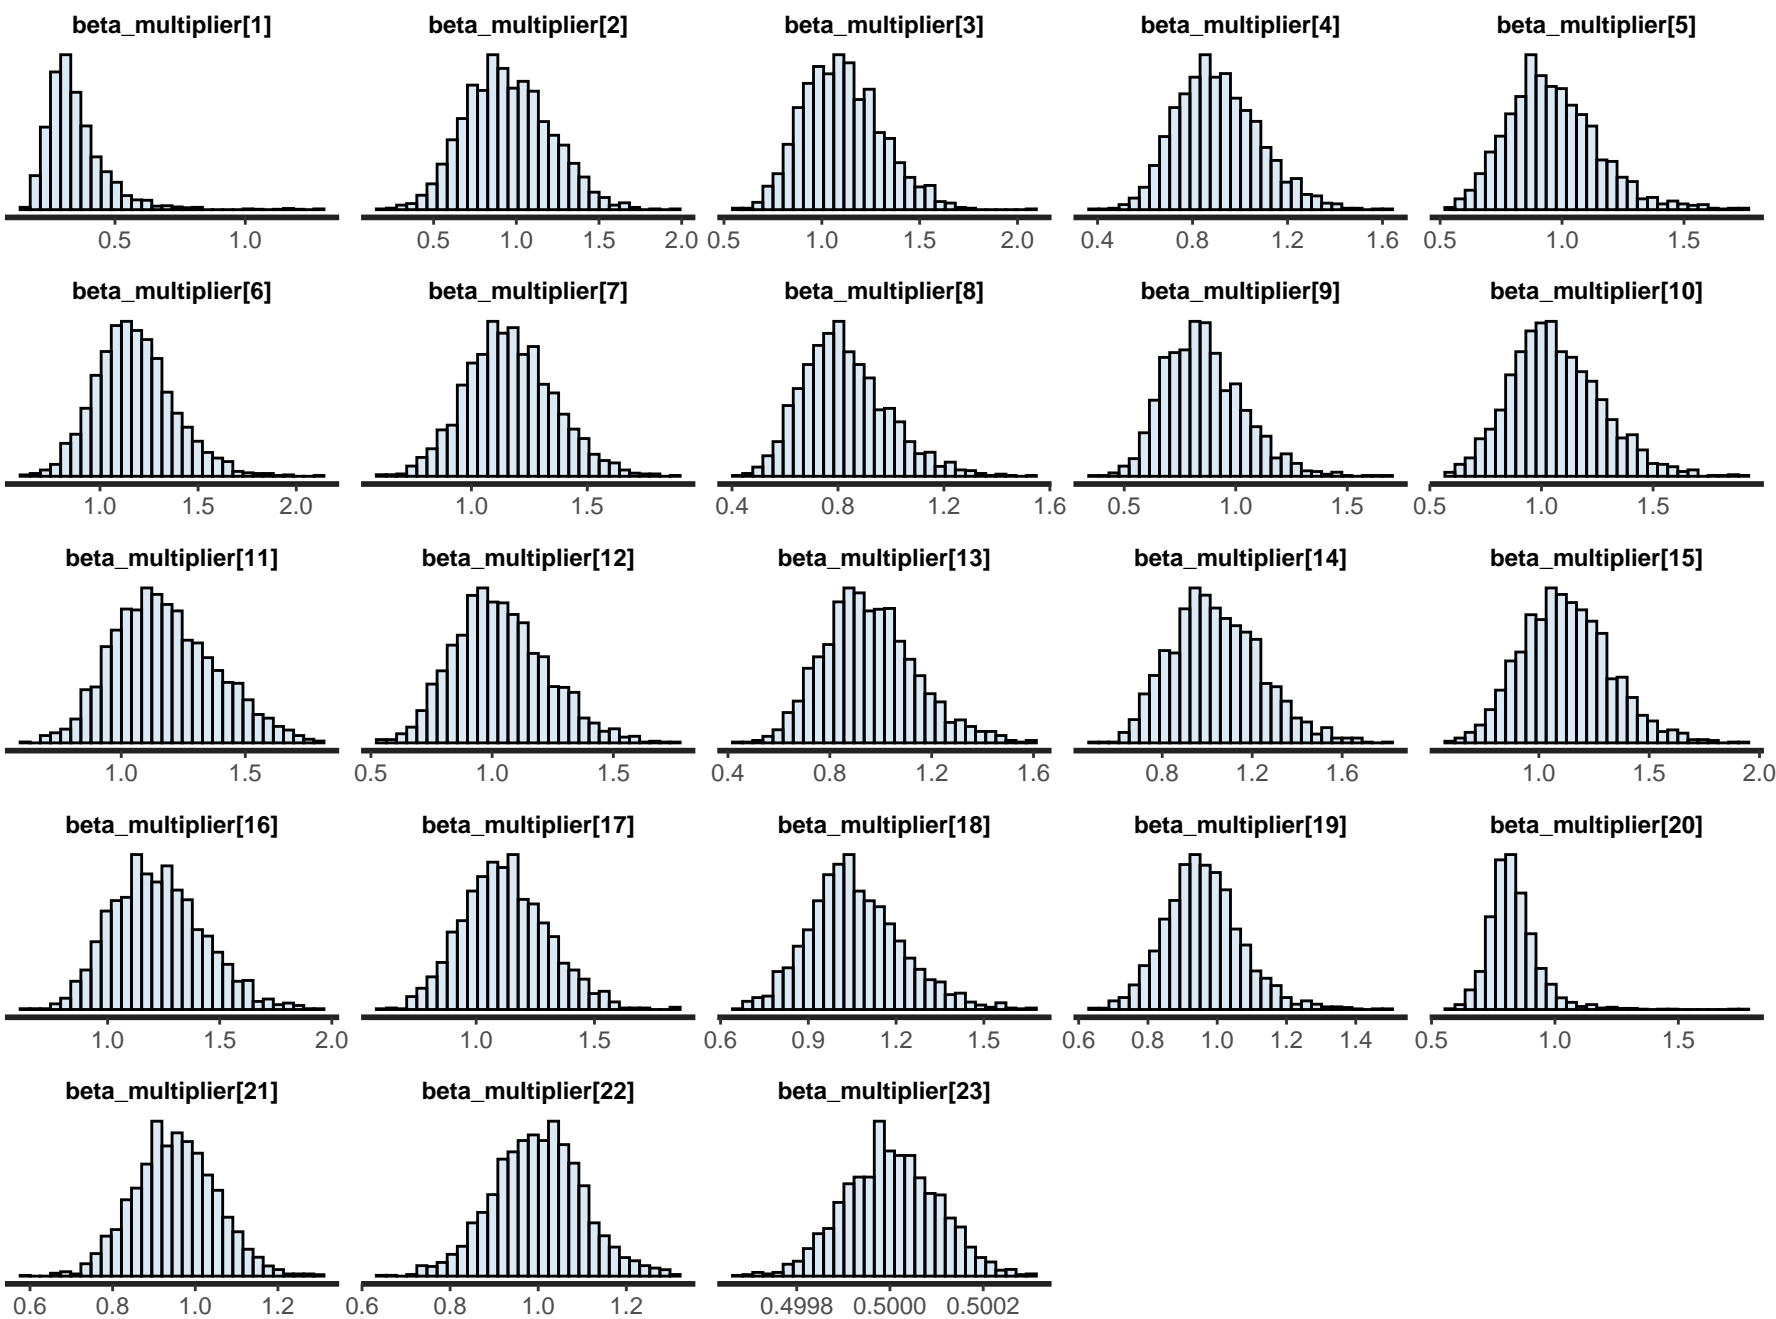 beta_multiplier[1] beta_multiplier[2] beta_multiplier[3] beta_multiplier[4] beta_multiplier[5]
0.5 1.0 0.5 1.0 1.5 2.0 0.5 1.0 1.5 2.0 0.4 0.8 1.2 1.6 0.5 1.0 1.5
beta_multiplier[6] beta_multiplier[7] beta_multiplier[8] beta_multiplier[9] beta_multiplier[10]
1.0 1.5 2.0 1.0 1.5 0.4 0.8 1.2 1.6 0.5 1.0 1.5 0.5 1.0 1.5
beta_multiplier[11] beta_multiplier[12] beta_multiplier[13] beta_multiplier[14] beta_multiplier[15]
1.0 1.5 0.5 1.0 1.5 0.4 0.8 1.2 1.6 0.8 1.2 1.6 1.0 1.5 2.0
beta_multiplier[16] beta_multiplier[17] beta_multiplier[18] beta_multiplier[19] beta_multiplier[20]
1.0 1.5 2.0 1.0 1.5 0.6 0.9 1.2 1.5 0.6 0.8 1.0 1.2 1.4 0.5 1.0 1.5
beta_multiplier[21] beta_multiplier[22] beta_multiplier[23]
0.6 0.8 1.0 1.2 0.6 0.8 1.0 1.2 0.4998 0.5000 0.5002